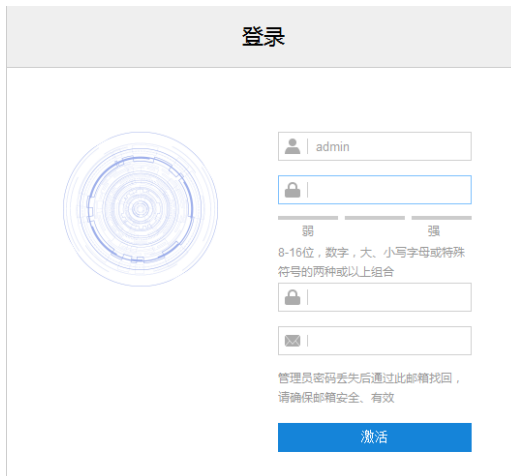 登录
admin
弱 强
8-16位，数字，大、小写字母或特殊
符号的两种或以上组合
管理员密码丢失后通过此邮箱找回，
请确保邮箱安全、有效
激活